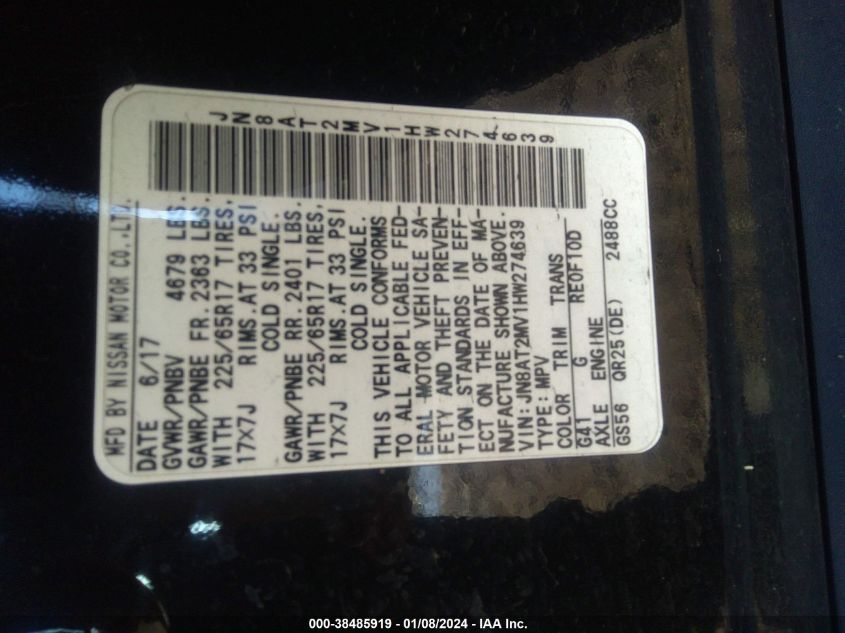 MFD BY NISSAN MOTOR CO.,LTD.
DATE 6/17
GVWR/PNBV 4679 LBS.
GAWR/PNBE FR.2363 LBS.
WITH 225/65R17 TIRES,
17X7J RIMS.AT 33 PSI
COLD SINGLE.
GAWR/PNBE RR.2401 LBS.
WITH 225/65R17 TIRES,
17X7J RIMS.AT 33 PSI
COLD SINGLE.
THIS VEHICLE CONFORMS
TO ALL APPLICABLE FED-
ERAL MOTOR VEHICLE SA-
FETY AND THEFT PREVEN-
TION STANDARDS IN EFF-
ECT ON THE DATE OF MA-
NUFACTURE SHOWN ABOVE.
VIN:JN8AT2MV1HW274639
TYPE:MPV
COLOR TRIM TRANS
G41 G RE0F10D
AXLE ENGINE
GS56 QR25(DE) 2488CC
JN8AT2MV1HW274639
000-38485919 - 01/08/2024 - IAA Inc.